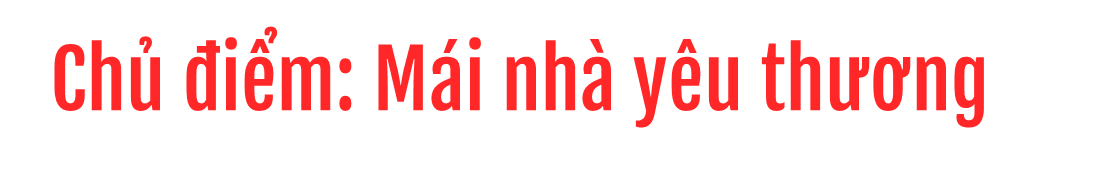 Chủ điểm: Mái nhà yêu thương